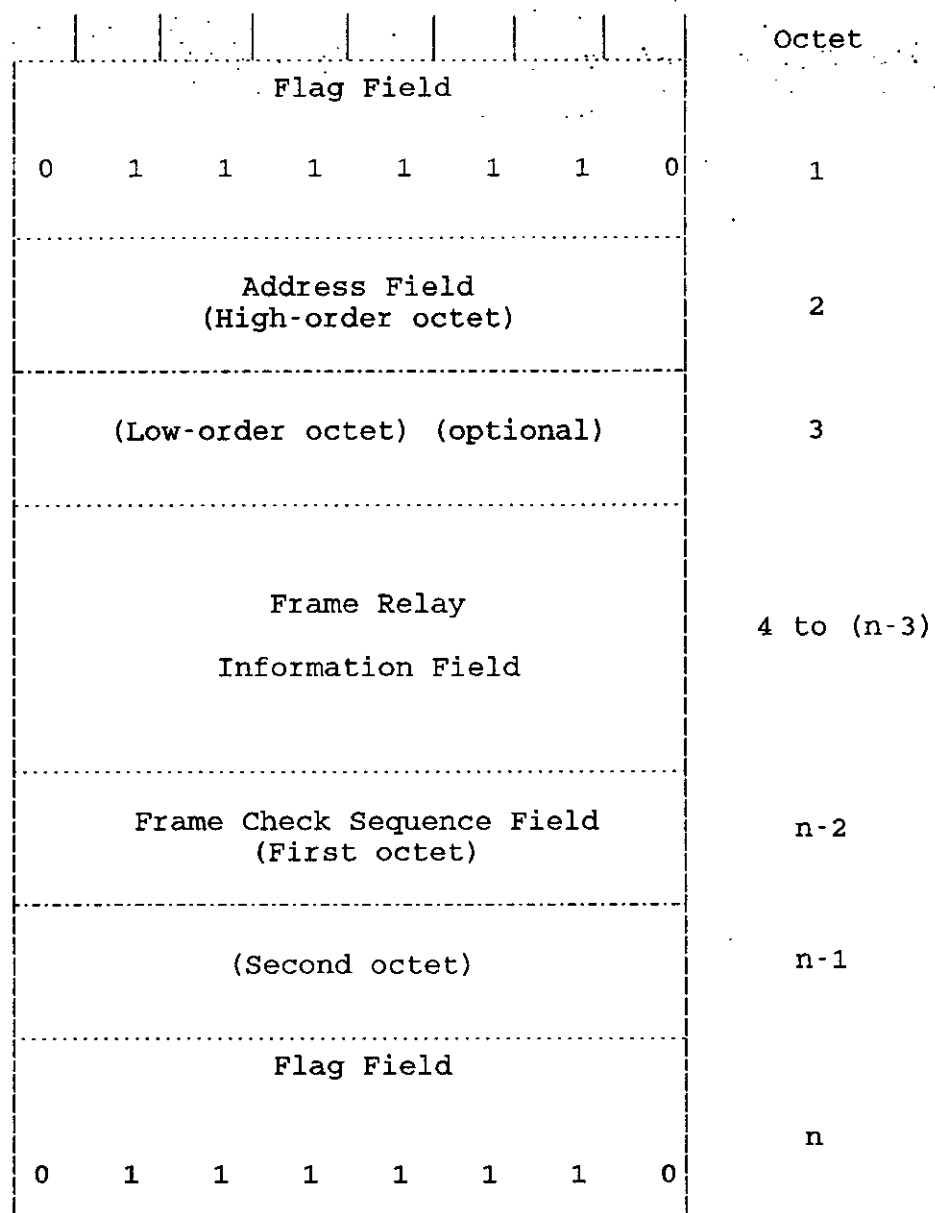 Octet
Flag Field
0 1 1 1 1 1 1 0 1
Address Field
(High-order octet) 2
(Low-order octet) (optional) 3
Frame Relay
Information Field 4 to (n-3)
Frame Check Sequence Field
(First octet) n-2
(Second octet) n-1
Flag Field
n
0 1 1 1 1 1 1 0